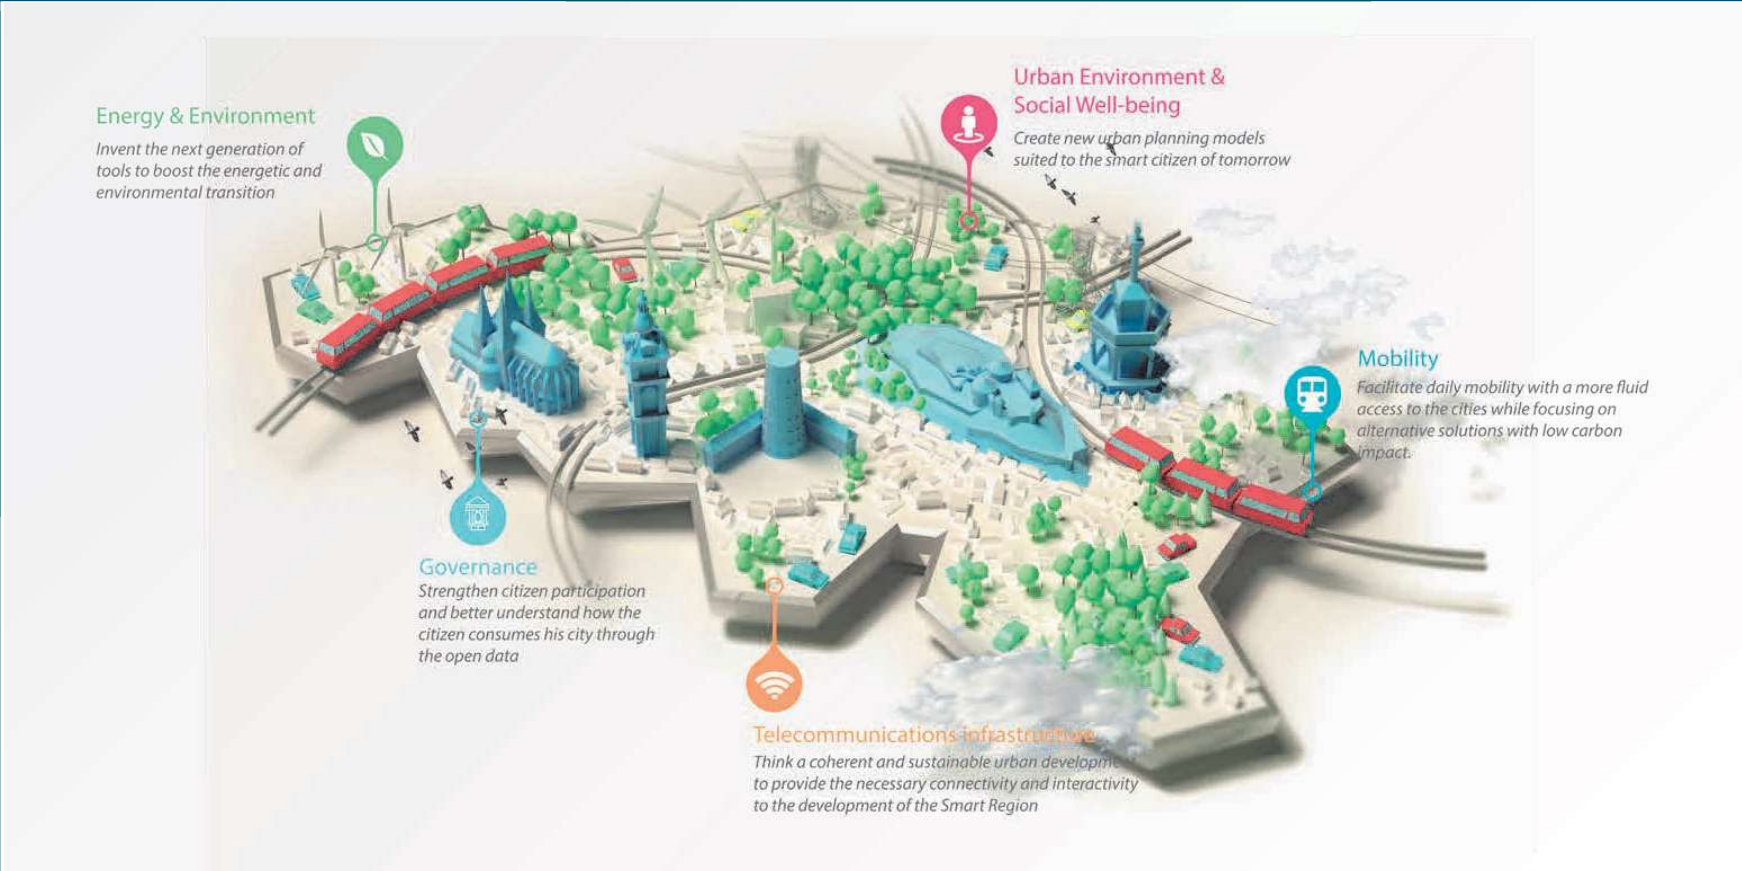 Energy & Environment
Invent the next generation of
tools to boost the energetic and
environmental transition
Urban Environment &
Social Well-being
Create new urban planning models
suited to the smart citizen of tomorrow
Mobility
Facilitate daily mobility with a more fluid
access to the cities while focusing on
alternative solutions with low carbon
impact.
Governance
Strengthen citizen participation
and better understand how the
citizen consumes his city through
the open data
Telecommunications infrastructure
Think a coherent and sustainable urban development
to provide the necessary connectivity and interactivity
to the development of the Smart Region